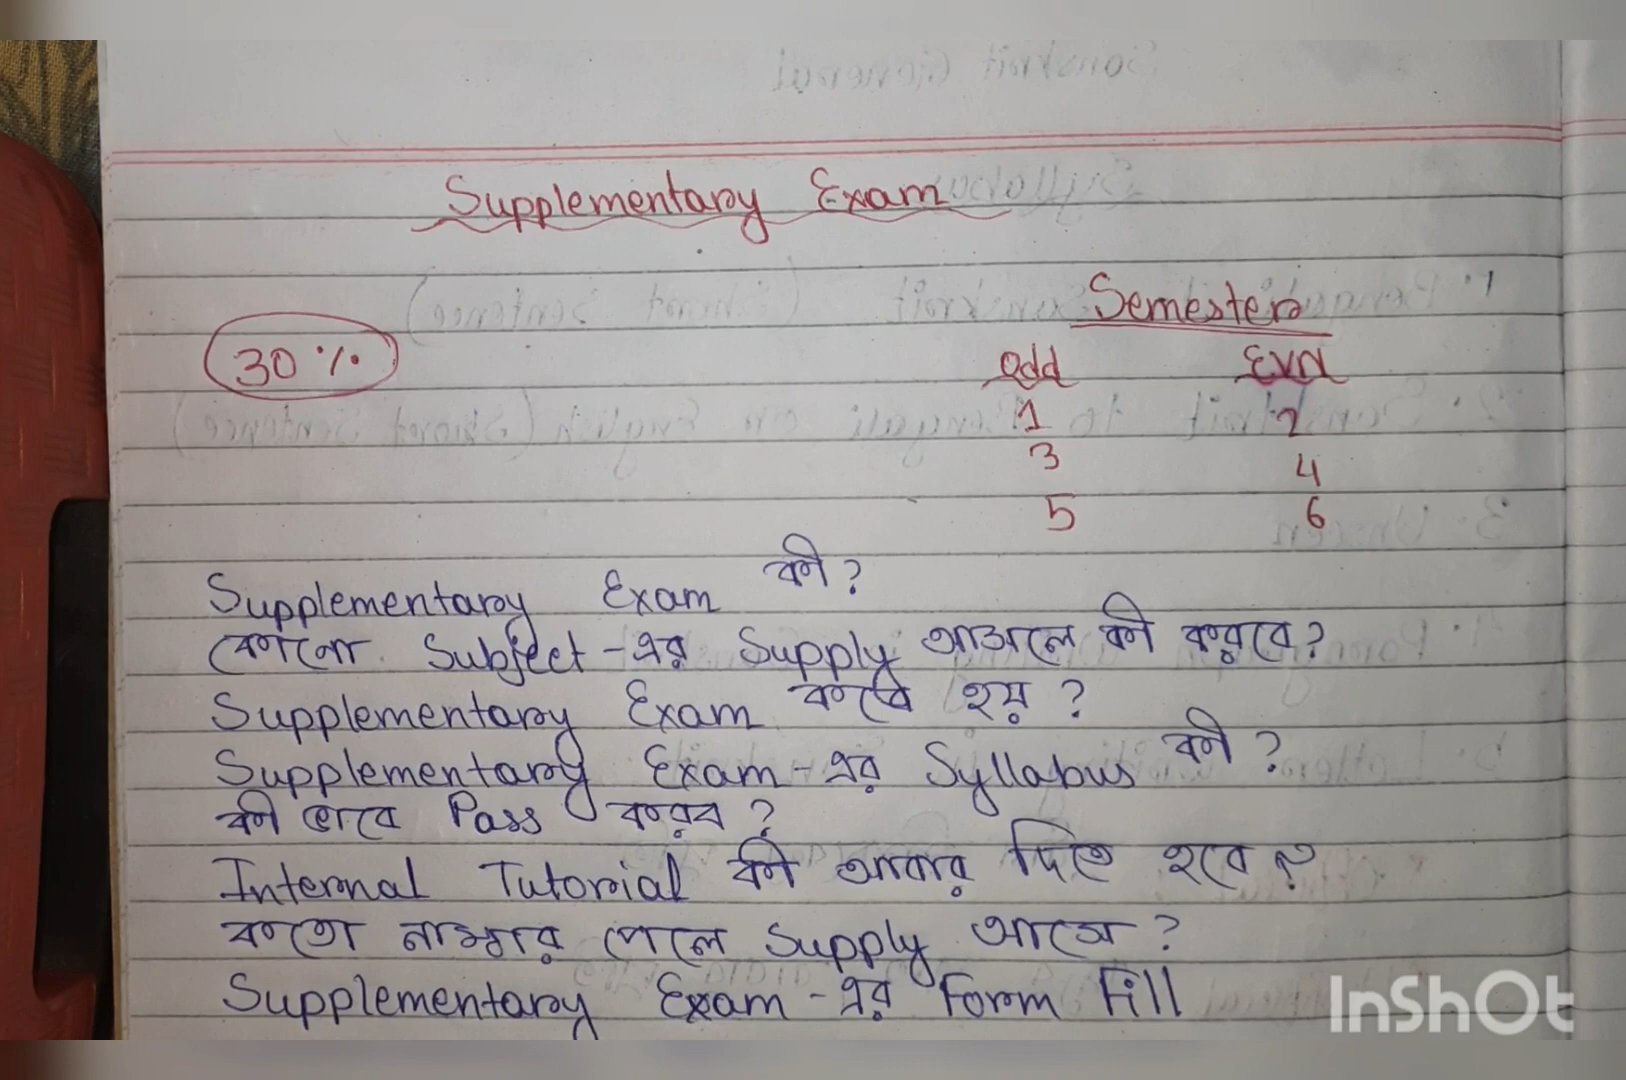 Supplementary Exam
Semester
30 %
Odd EVN
1 2
3 4
5 6
Supplementary Exam কী ?
কোনো Subject -এর Supply আসলে কী করবে ?
Supplementary Exam কবে হয় ?
Supplementary Exam -এর Syllabus কী ?
কী ভাবে Pass করব ?
Internal Tutorial কী আবার দিতে হবে ?
কতো নাম্বার পেলে Supply আসে ?
Supplementary Exam -এর Form Fill
InShOt